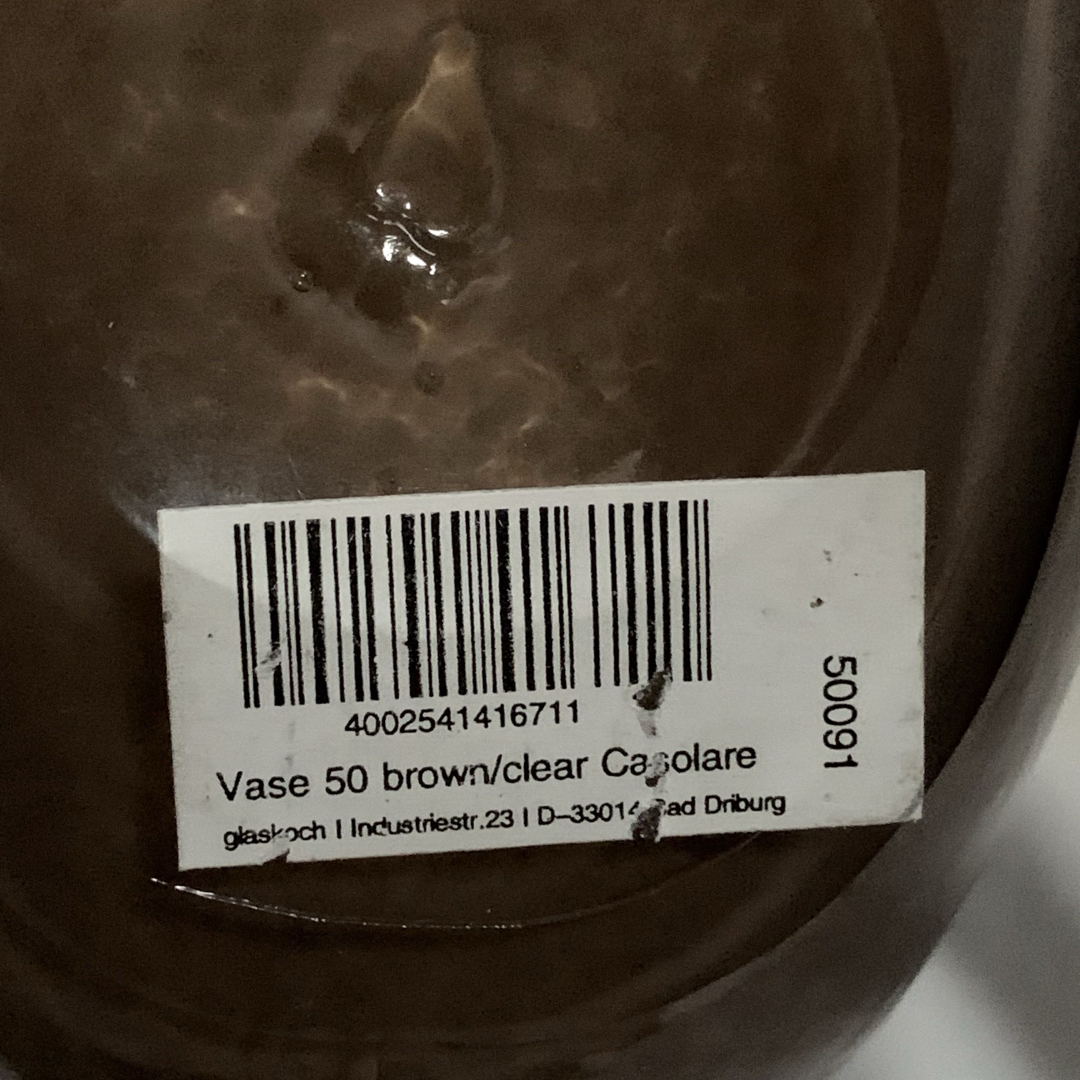 4002541416711
Vase 50 brown/clear Casolare
glaskoch I Industriestr.23 I D-33014 Bad Driburg
50091